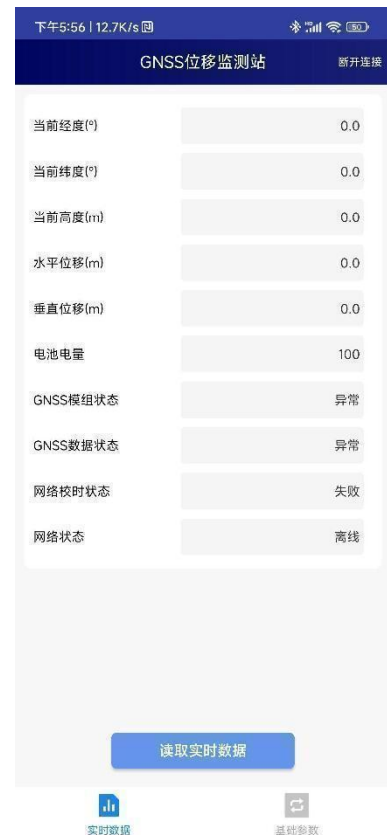 下午5:56 | 12.7K/s
50
GNSS位移监测站
断开连接
当前经度(°) 0.0
当前纬度(°) 0.0
当前高度(m) 0.0
水平位移(m) 0.0
垂直位移(m) 0.0
电池电量 100
GNSS模组状态 异常
GNSS数据状态 异常
网络校时状态 失败
网络状态 离线
读取实时数据
实时数据
基础参数